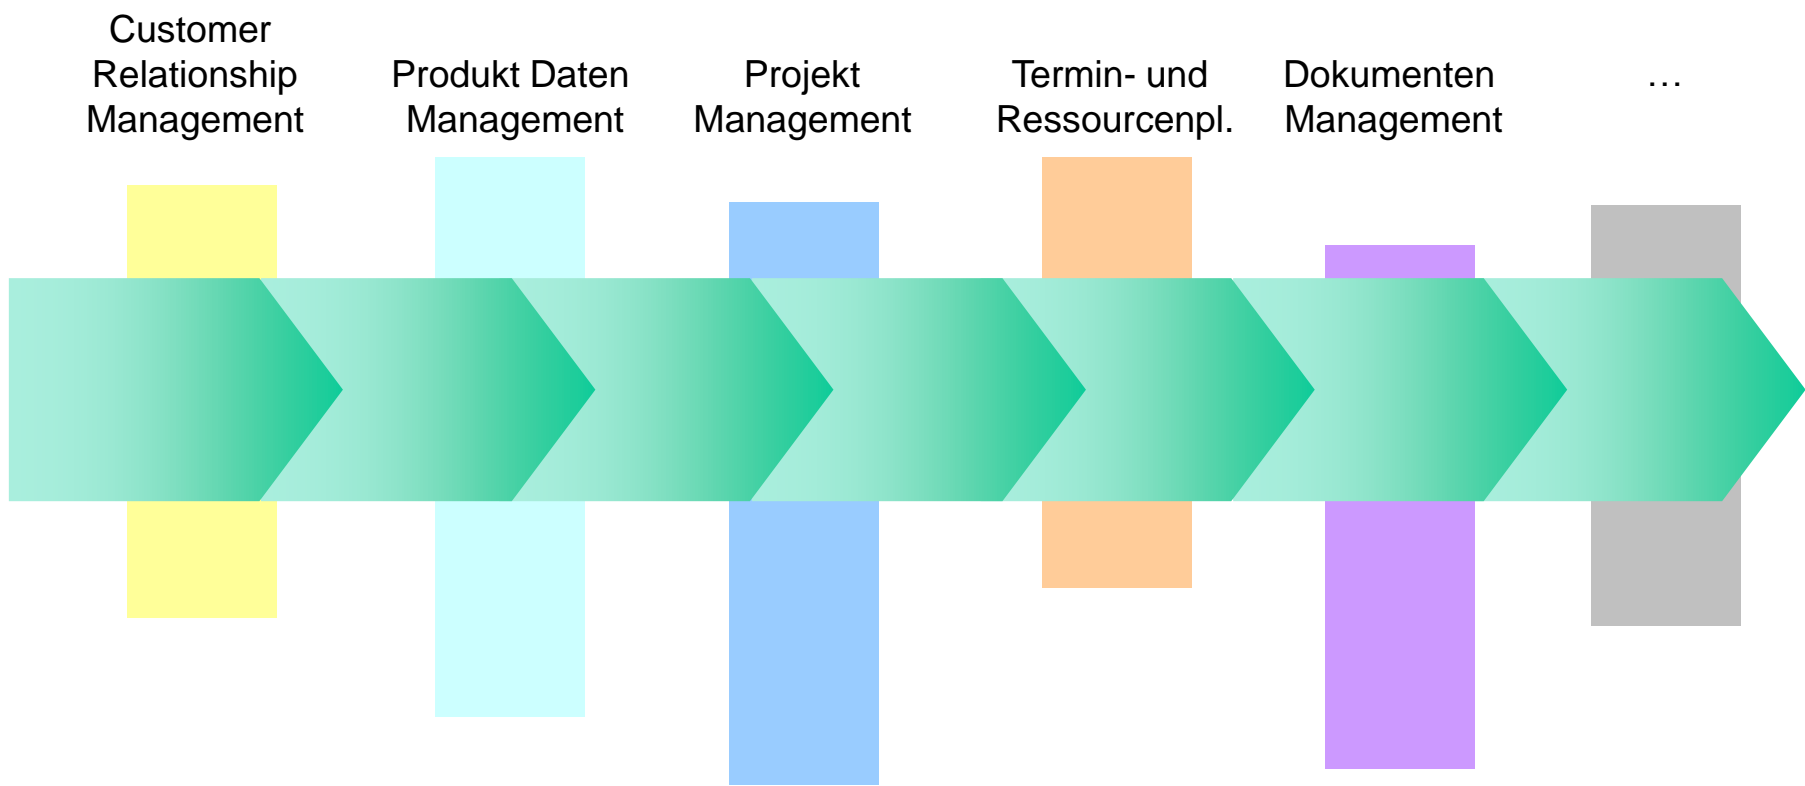 Customer
Relationship
Management
Produkt Daten
Management
Projekt
Management
Termin- und
Ressourcenpl.
Dokumenten
Management
…